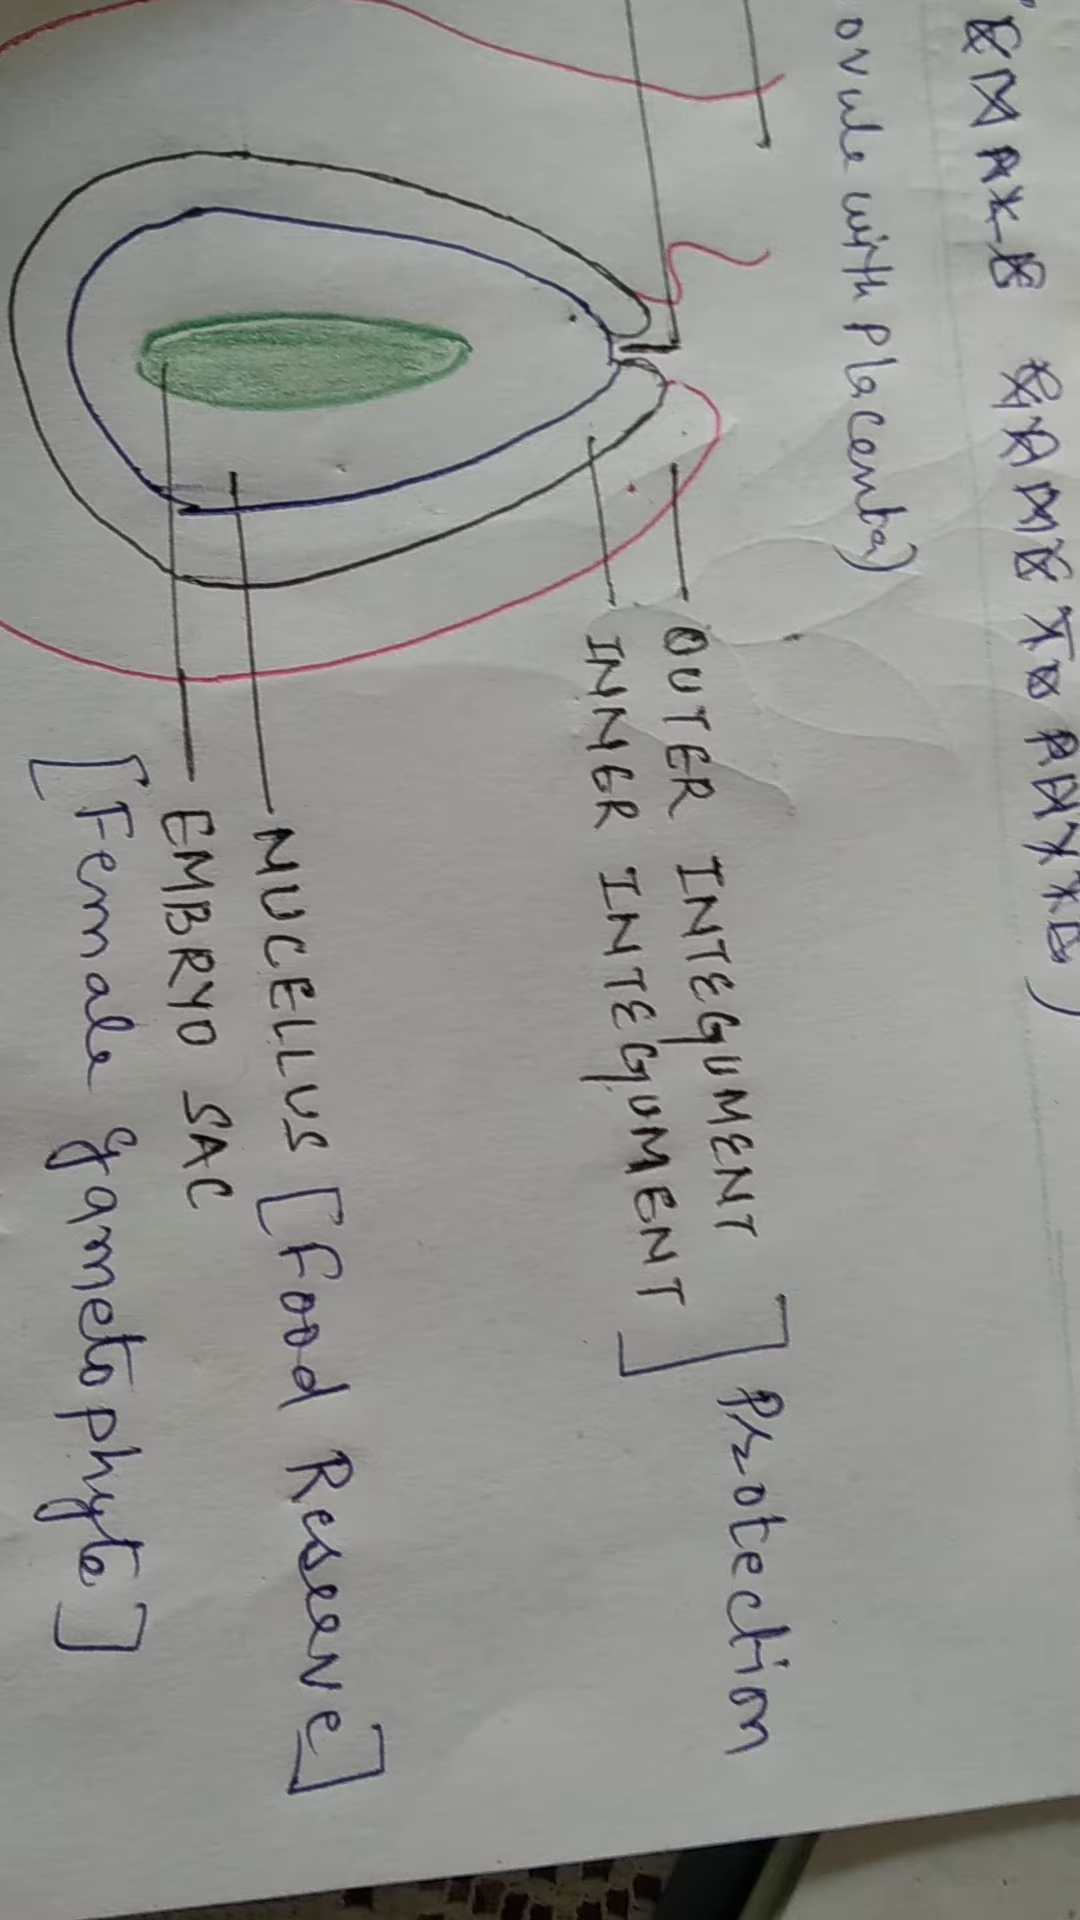 ovule with placenta)
OUTER INTEGUMENT
INNER INTEGUMENT
] Protection
NUCELLUS [Food Reserve]
EMBRYO SAC
[Female gametophyte]